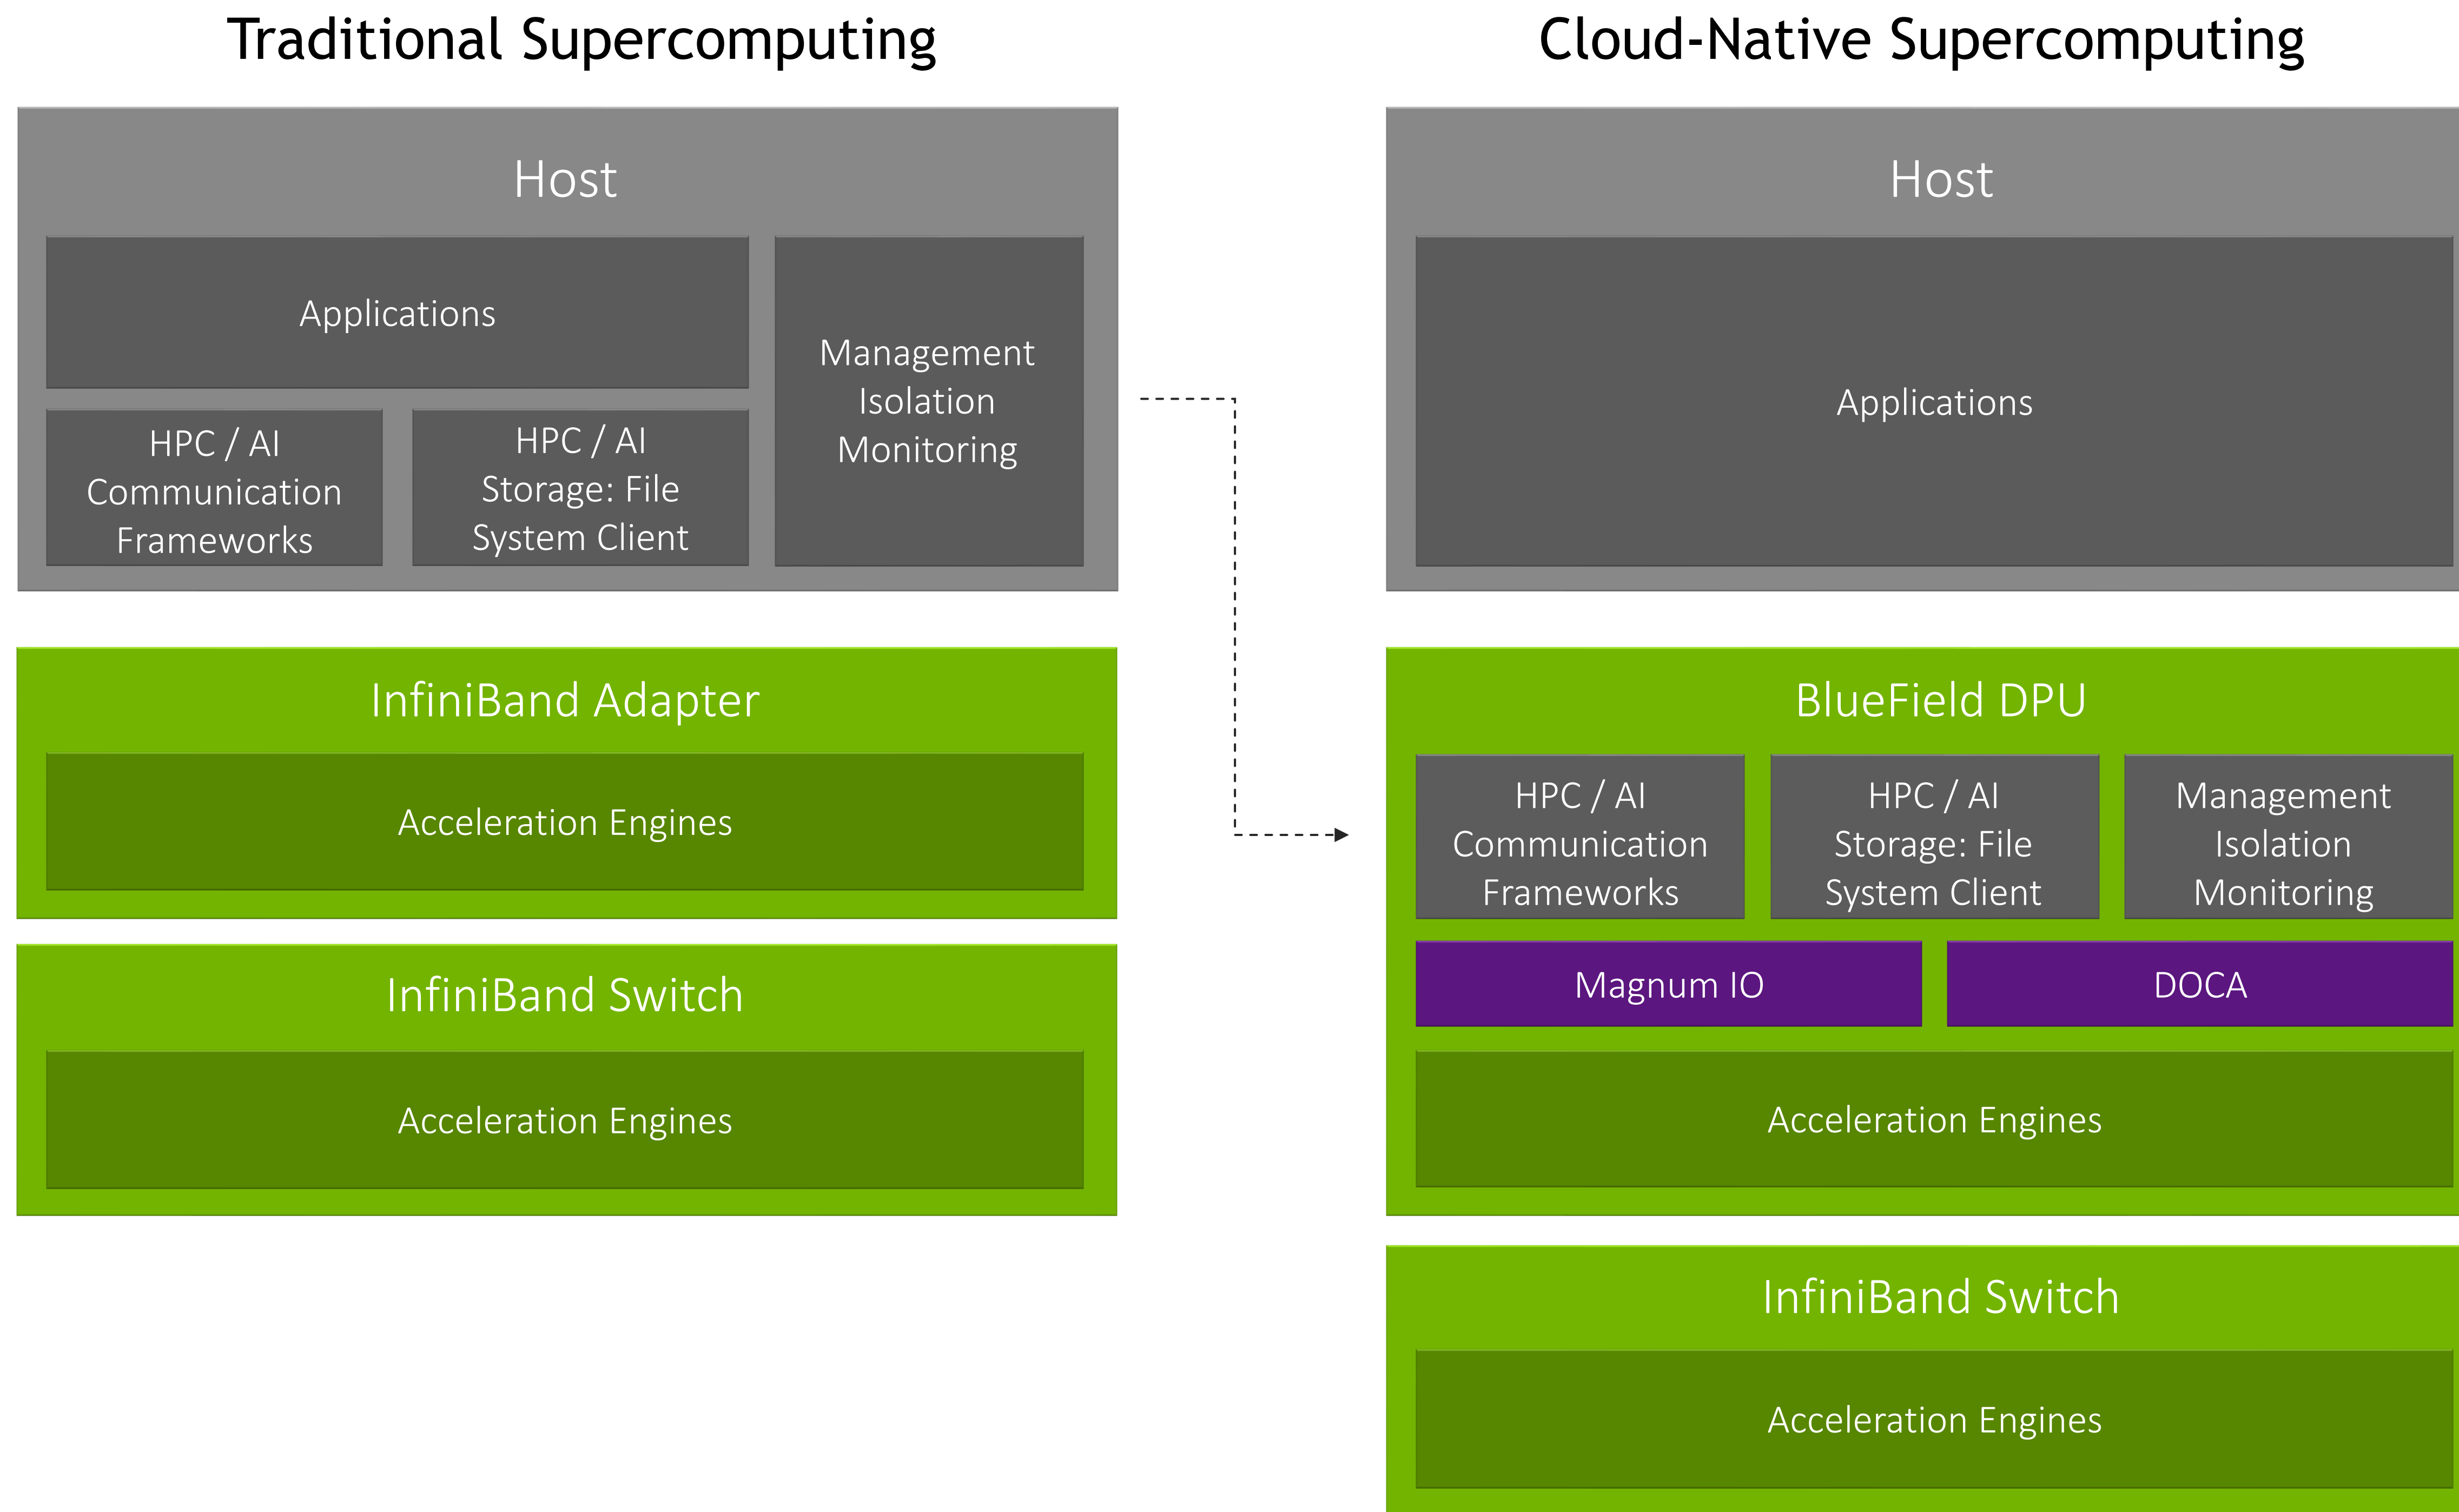 Traditional Supercomputing
Host
Applications
HPC / AI
Communication
Frameworks
HPC / AI
Storage: File
System Client
Management
Isolation
Monitoring
InfiniBand Adapter
Acceleration Engines
InfiniBand Switch
Acceleration Engines
Cloud-Native Supercomputing
Host
Applications
BlueField DPU
HPC / AI
Communication
Frameworks
HPC / AI
Storage: File
System Client
Management
Isolation
Monitoring
Magnum IO
DOCA
Acceleration Engines
InfiniBand Switch
Acceleration Engines